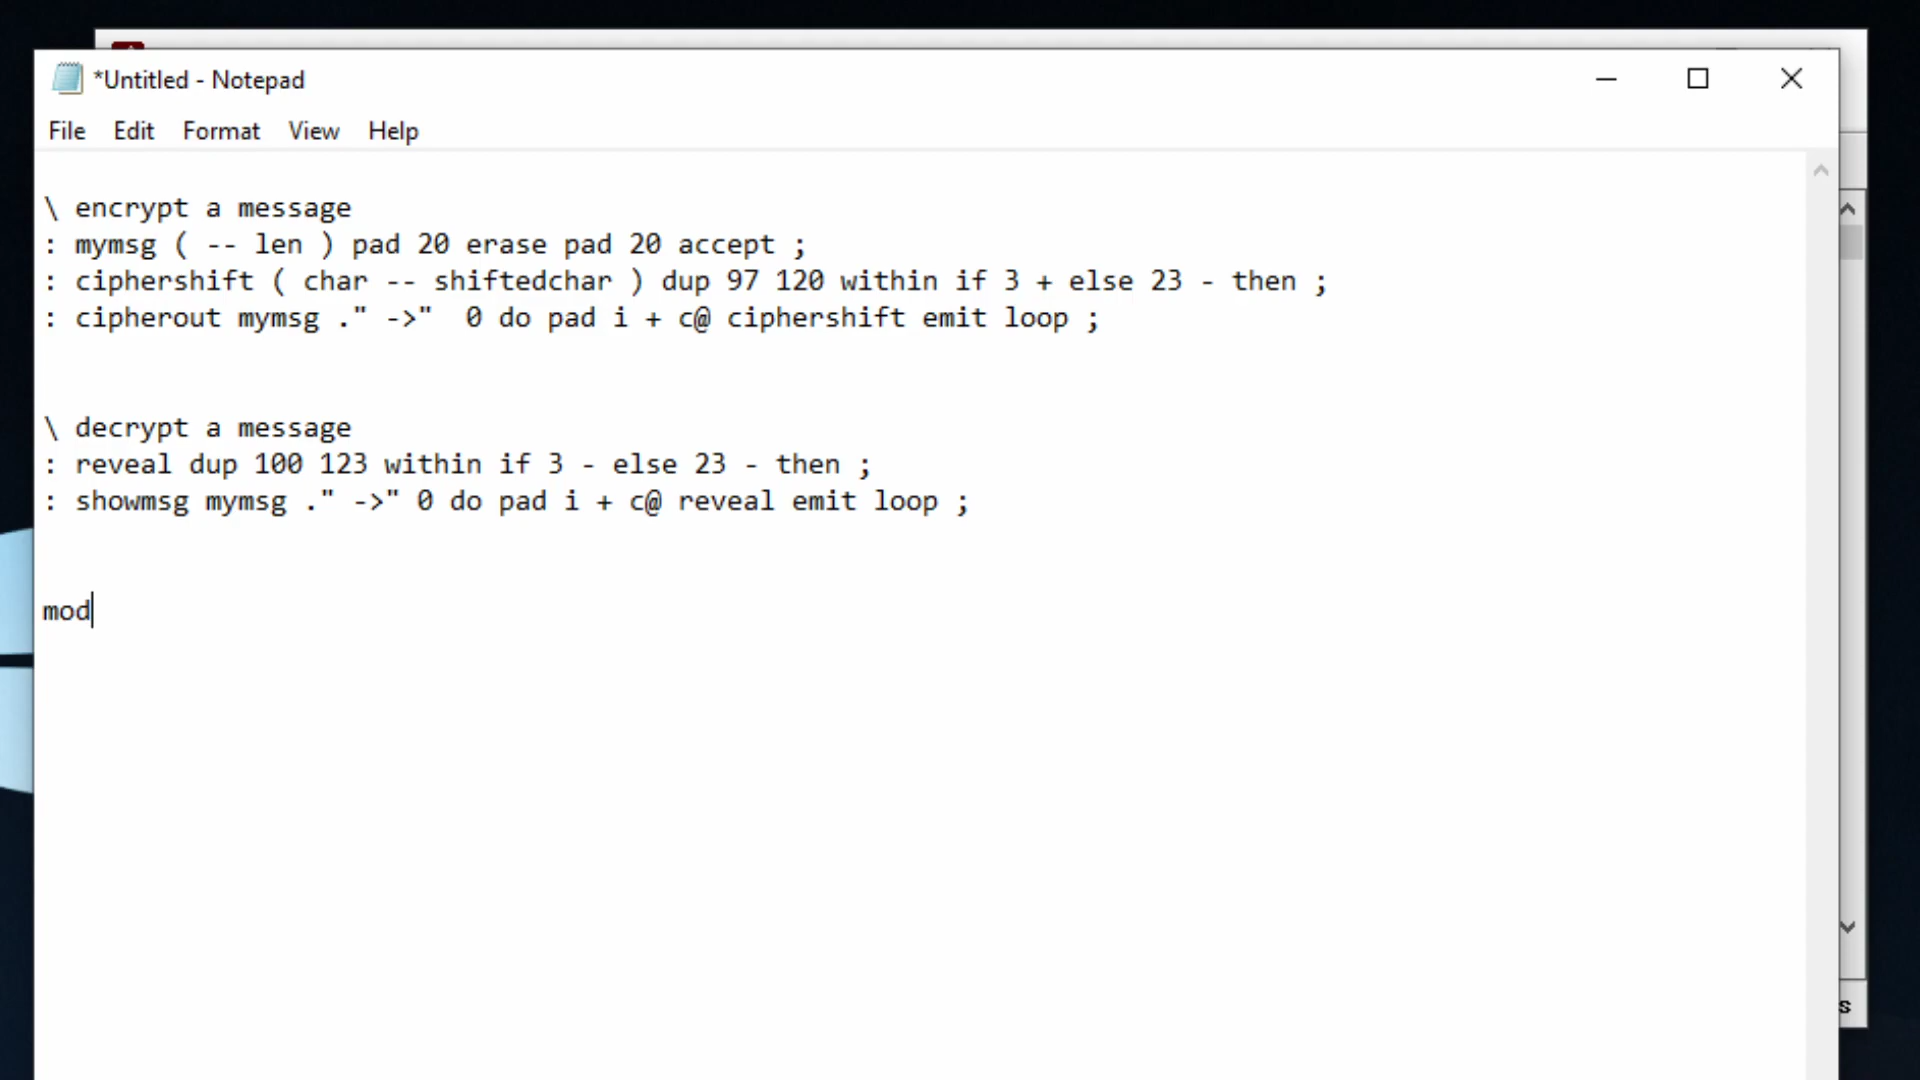 *Untitled - Notepad
File Edit Format View Help
\ encrypt a message
: mymsg ( -- len ) pad 20 erase pad 20 accept ;
: ciphershift ( char -- shiftedchar ) dup 97 120 within if 3 + else 23 - then ;
: cipherout mymsg ." ->"  0 do pad i + c@ ciphershift emit loop ;
\ decrypt a message
: reveal dup 100 123 within if 3 - else 23 - then ;
: showmsg mymsg ." ->" 0 do pad i + c@ reveal emit loop ;
mod
s